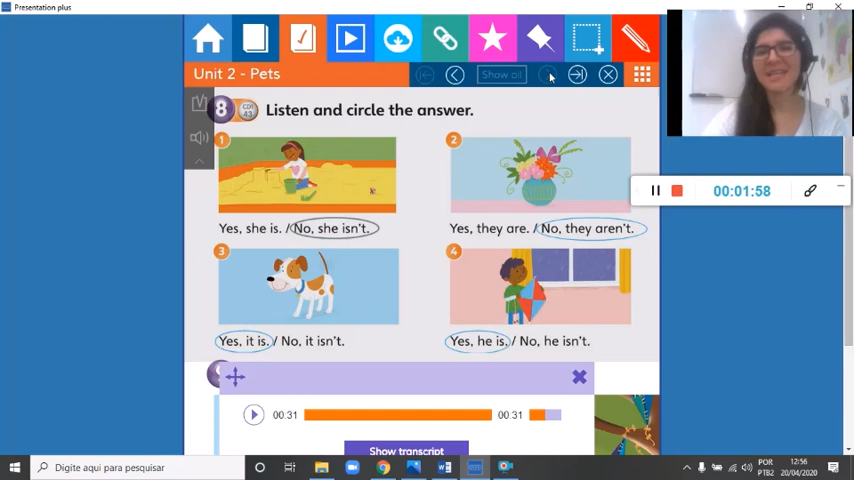 Presentation plus
Unit 2 - Pets
Show all
8 CD1 43 Listen and circle the answer.
1
2
Yes, she is. / No, she isn't.
Yes, they are. / No, they aren't.
00:01:58
3
4
Yes, it is. / No, it isn't.
Yes, he is. / No, he isn't.
00.31
00.31
Show transcript
Digite aqui para pesquisar
POR
PTB2
12:56
20/04/2020